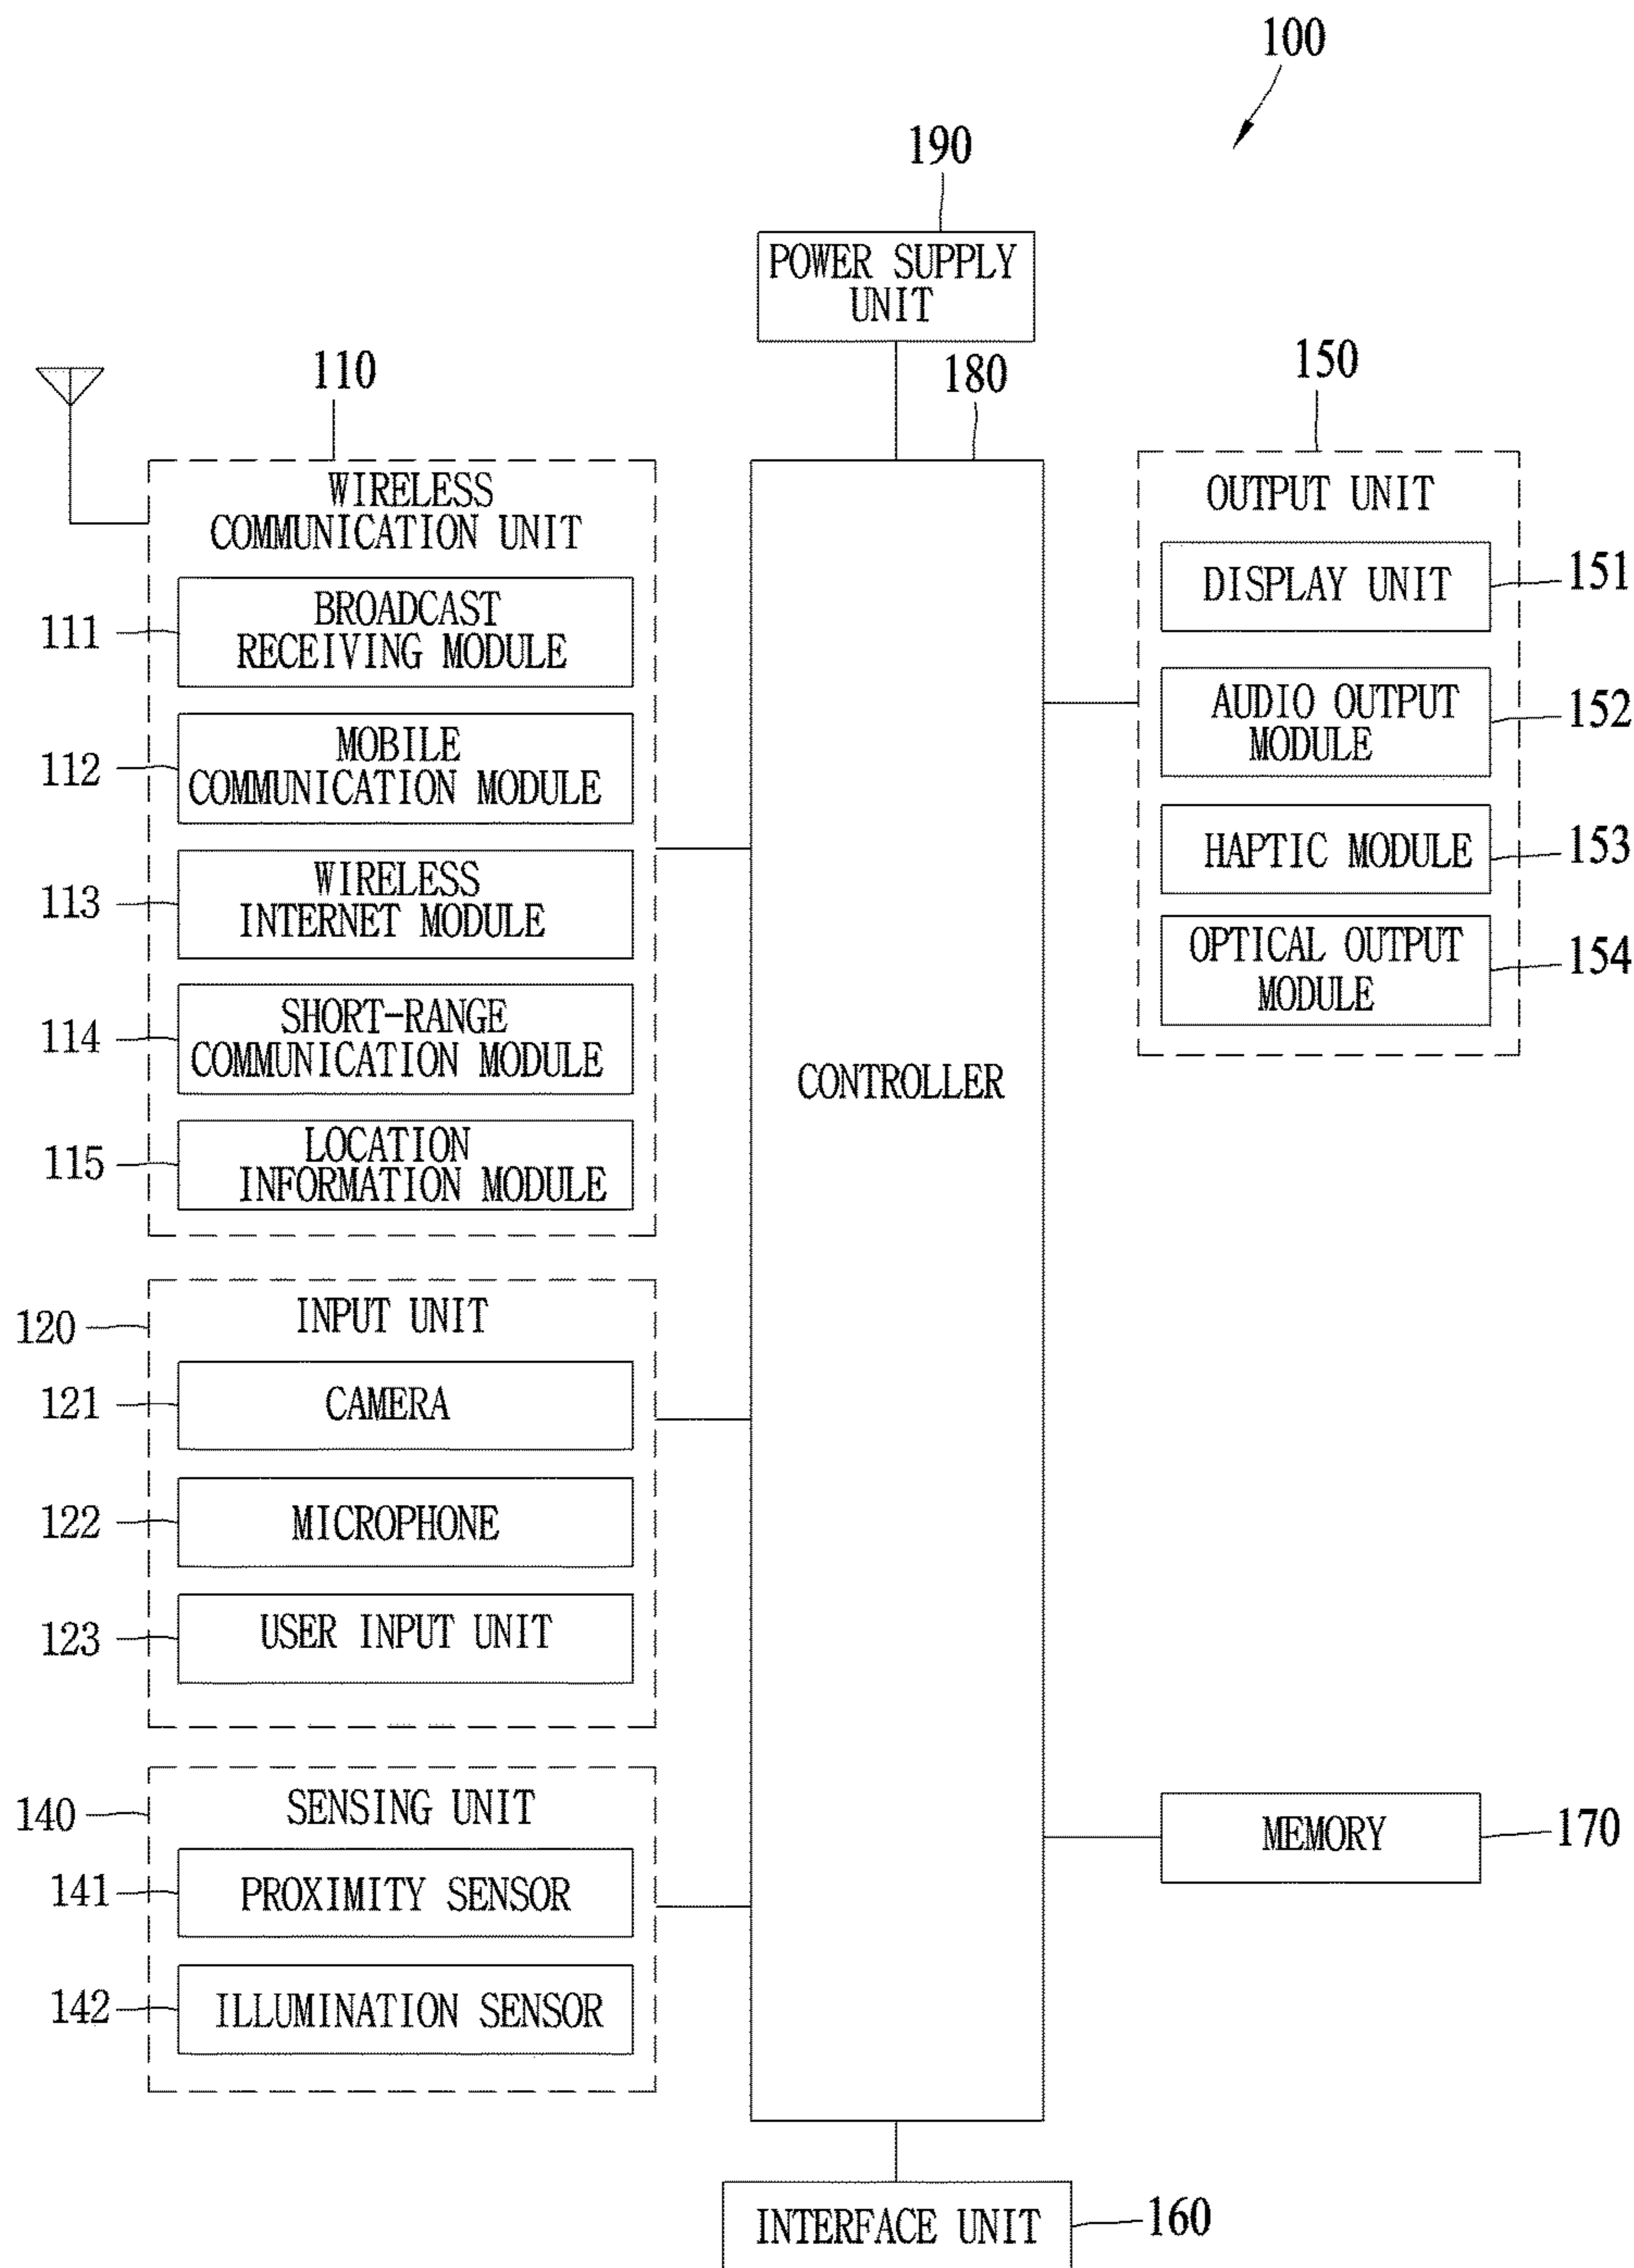 100
190
POWER SUPPLY
UNIT
110
180
150
WIRELESS
COMMUNICATION UNIT
111
BROADCAST
RECEIVING MODULE
112
MOBILE
COMMUNICATION MODULE
113
WIRELESS
INTERNET MODULE
114
SHORT-RANGE
COMMUNICATION MODULE
115
LOCATION
INFORMATION MODULE
120
INPUT UNIT
121
CAMERA
122
MICROPHONE
123
USER INPUT UNIT
140
SENSING UNIT
141
PROXIMITY SENSOR
142
ILLUMINATION SENSOR
CONTROLLER
OUTPUT UNIT
DISPLAY UNIT
151
AUDIO OUTPUT
MODULE
152
HAPTIC MODULE
153
OPTICAL OUTPUT
MODULE
154
MEMORY
170
INTERFACE UNIT
160